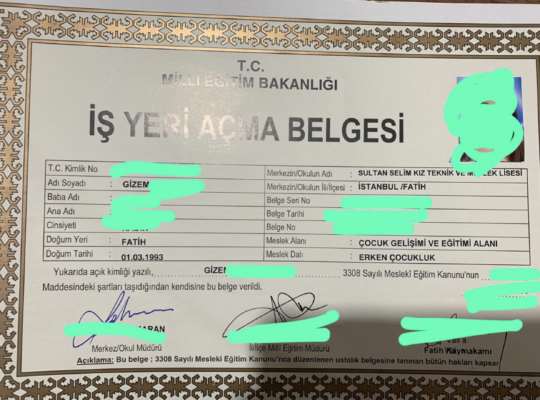 T.C.
MİLLİ EĞİTİM BAKANLIĞI
İŞ YERİ AÇMA BELGESİ
T.C. Kimlik No
Adı Soyadı : GİZEM
Baba Adı
Ana Adı
Cinsiyeti
Doğum Yeri : FATİH
Doğum Tarihi : 01.03.1993
Merkezin/Okulun Adı : SULTAN SELİM KIZ TEKNİK VE LİSESİ
Merkezin/Okulun İli/İlçesi : İSTANBUL /FATİH
Belge Seri No :
Belge Tarihi :
Belge No
Meslek Alanı : ÇOCUK GELİŞİMİ VE EĞİTİMİ ALANI
Meslek Dalı : ERKEN ÇOCUKLUK
Yukarıda açık kimliği yazılı, GİZEM 3308 Sayılı Meslekî Eğitim Kanunu'nun
Maddesindeki şartları taşıdığından kendisine bu belge verildi.
Merkez/Okul Müdürü
İl/İlçe Millî Eğitim Müdürü
Vali a.
Fatih Kaymakamı
Açıklama: Bu belge ; 3308 Sayılı Mesleki Eğitim Kanunu'nca düzenlenen ustalık belgesine tanınan bütün hakları kapsar